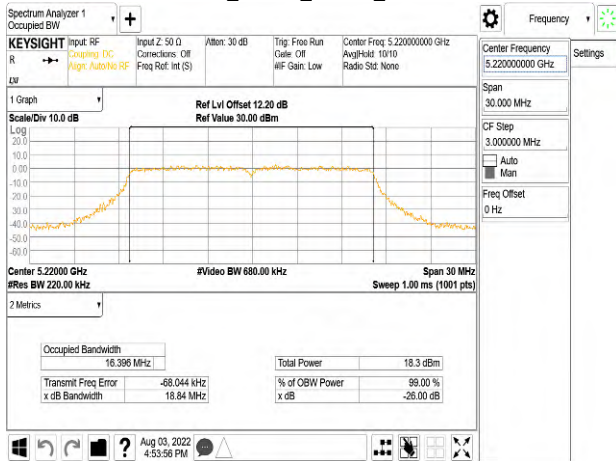 Spectrum Analyzer 1
Occupied BW
+
KEYSIGHT
R
Input: RF
Coupling: DC
Align: Auto/No RF
Input Z: 50 Ω
Corrections: Off
Freq Ref: Int (S)
Atten: 30 dB
Trig: Free Run
Gate: Off
#IF Gain: Low
Center Freq: 5.220000000 GHz
Avg|Hold: 10/10
Radio Std: None
1 Graph
Scale/Div 10.0 dB
Ref Lvl Offset 12.20 dB
Ref Value 30.00 dBm
Log
20.0
10.0
0.00
-10.0
-20.0
-30.0
-40.0
-50.0
-60.0
Center 5.22000 GHz
#Video BW 680.00 kHz
Span 30 MHz
#Res BW 220.00 kHz
Sweep 1.00 ms (1001 pts)
2 Metrics
Occupied Bandwidth
16.396 MHz
Total Power 18.3 dBm
Transmit Freq Error -68.044 kHz
% of OBW Power 99.00 %
x dB Bandwidth 18.84 MHz
x dB -26.00 dB
?
Aug 03, 2022
4:53:56 PM
Frequency
Center Frequency
5.220000000 GHz
Settings
Span
30.000 MHz
CF Step
3.000000 MHz
Auto
Man
Freq Offset
0 Hz